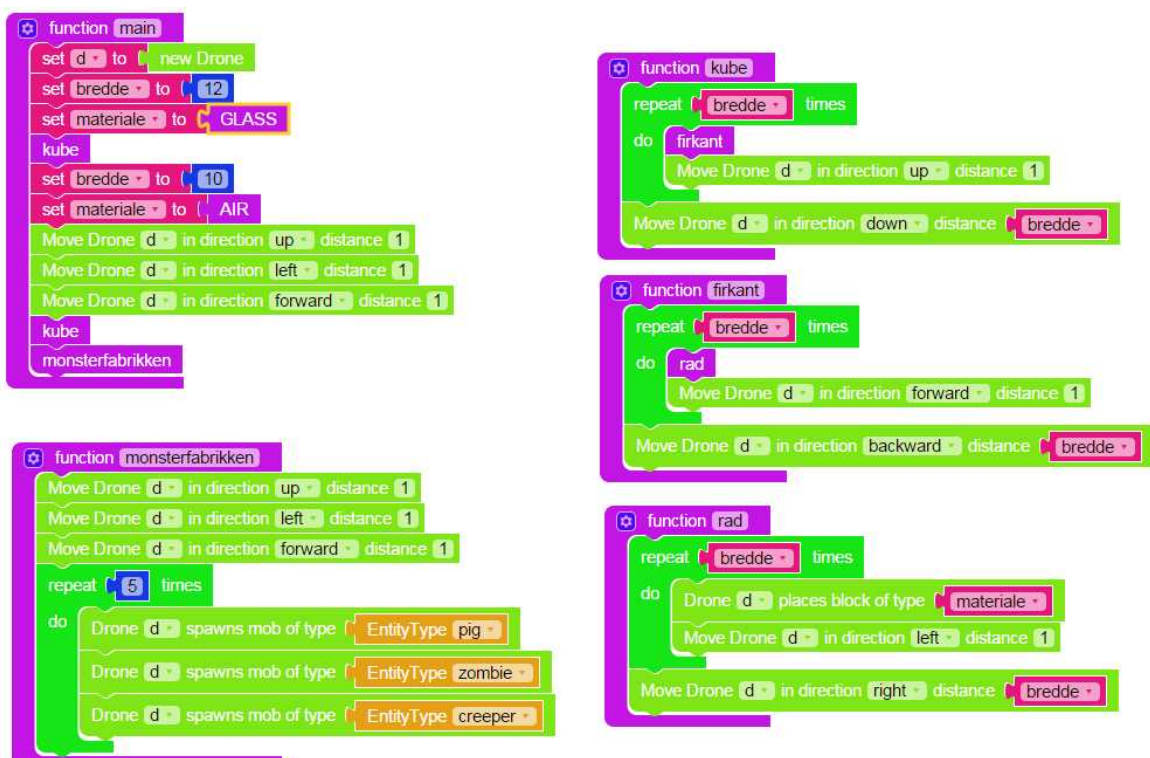 function main
set d to new Drone
set bredde to 12
set materiale to GLASS
kube
set bredde to 10
set materiale to AIR
Move Drone d in direction up distance 1
Move Drone d in direction left distance 1
Move Drone d in direction forward distance 1
kube
monsterfabrikken
function monsterfabrikken
Move Drone d in direction up distance 1
Move Drone d in direction left distance 1
Move Drone d in direction forward distance 1
repeat 5 times
do Drone d spawns mob of type EntityType pig
Drone d spawns mob of type EntityType zombie
Drone d spawns mob of type EntityType creeper
function kube
repeat bredde times
do firkant
Move Drone d in direction up distance 1
Move Drone d in direction down distance bredde
function firkant
repeat bredde times
do rad
Move Drone d in direction forward distance 1
Move Drone d in direction backward distance bredde
function rad
repeat bredde times
do Drone d places block of type materiale
Move Drone d in direction left distance 1
Move Drone d in direction right distance bredde